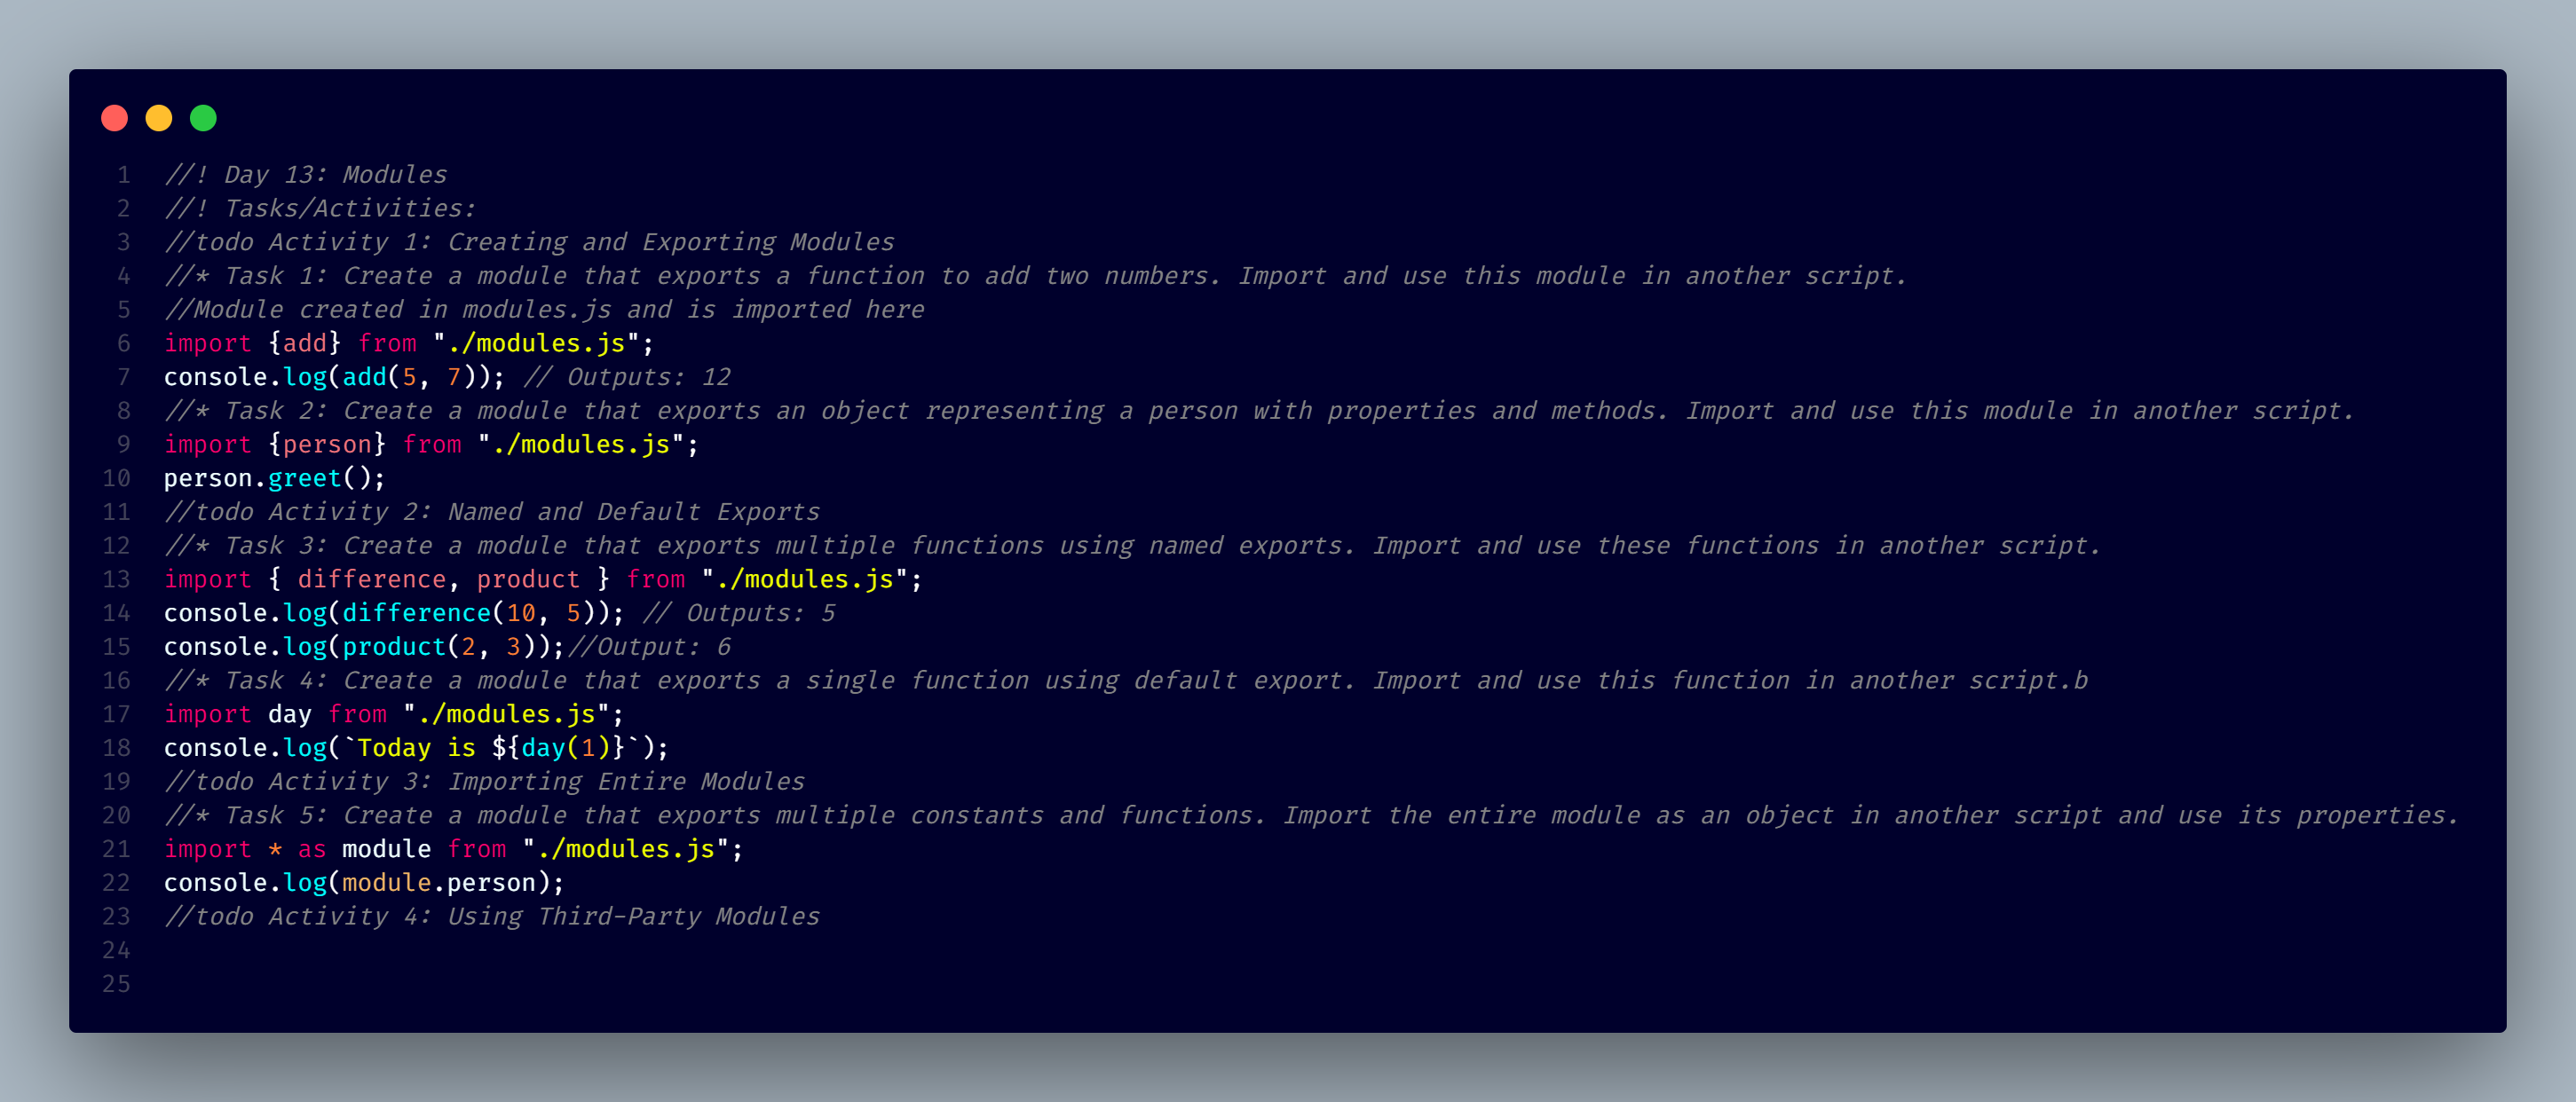 1 //! Day 13: Modules
2 //! Tasks/Activities:
3 //todo Activity 1: Creating and Exporting Modules
4 //* Task 1: Create a module that exports a function to add two numbers. Import and use this module in another script.
5 //Module created in modules.js and is imported here
6 import {add} from "./modules.js";
7 console.log(add(5, 7)); // Outputs: 12
8 //* Task 2: Create a module that exports an object representing a person with properties and methods. Import and use this module in another script.
9 import {person} from "./modules.js";
10 person.greet();
11 //todo Activity 2: Named and Default Exports
12 //* Task 3: Create a module that exports multiple functions using named exports. Import and use these functions in another script.
13 import { difference, product } from "./modules.js";
14 console.log(difference(10, 5)); // Outputs: 5
15 console.log(product(2, 3));//Output: 6
16 //* Task 4: Create a module that exports a single function using default export. Import and use this function in another script.b
17 import day from "./modules.js";
18 console.log(`Today is ${day(1)}`);
19 //todo Activity 3: Importing Entire Modules
20 //* Task 5: Create a module that exports multiple constants and functions. Import the entire module as an object in another script and use its properties.
21 import * as module from "./modules.js";
22 console.log(module.person);
23 //todo Activity 4: Using Third-Party Modules
24
25